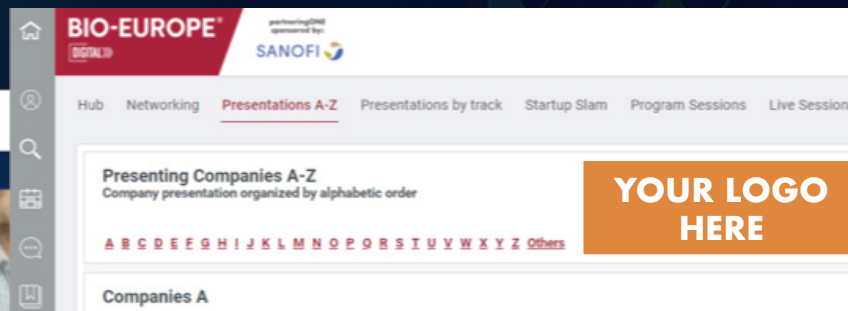 BIO-EUROPE®
DIGITAL
partneringONE
sponsored by:
SANOFI
Hub Networking Presentations A-Z Presentations by track Startup Slam Program Sessions Live Session
Presenting Companies A-Z
Company presentation organized by alphabetic order
YOUR LOGO
HERE
A B C D E F G H I J K L M N O P Q R S T U V W X Y Z Others
Companies A